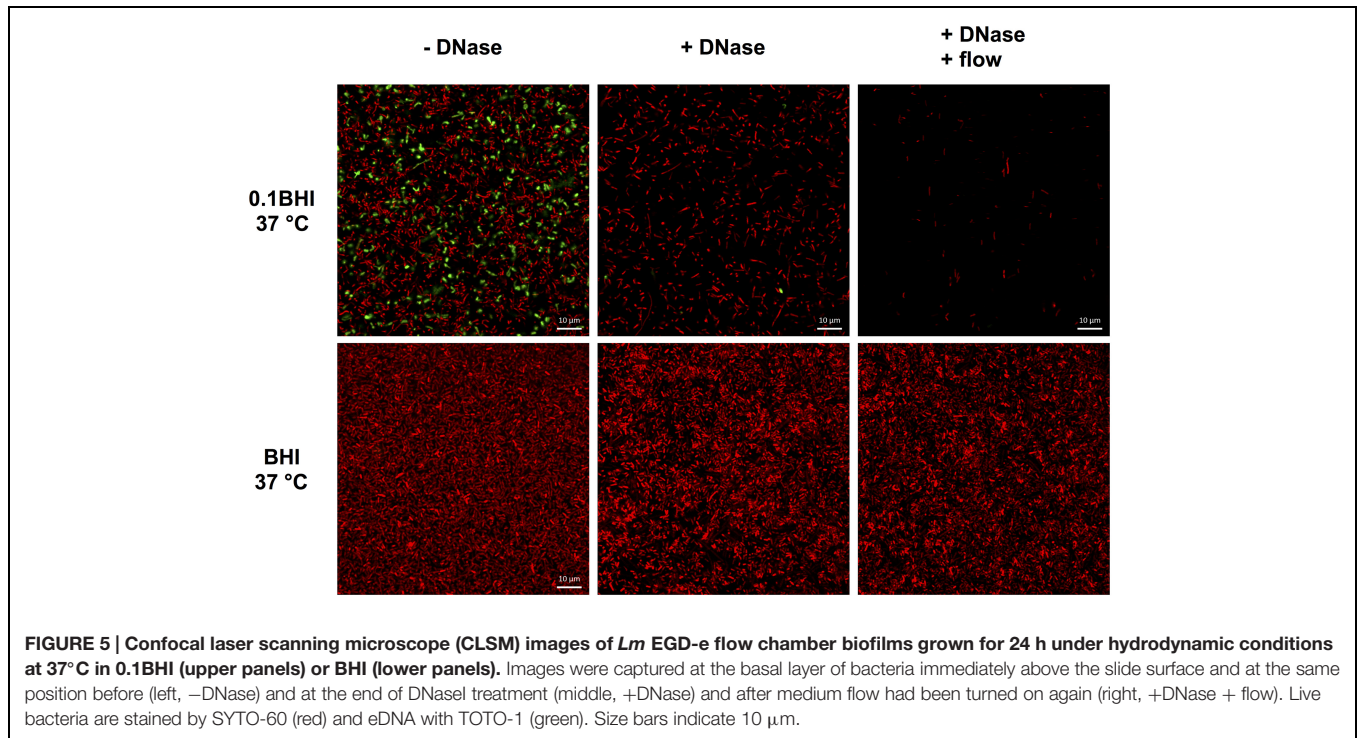 - DNase
+ DNase
+ DNase
+ flow
0.1BHI
37 °C
10 µm
10 µm
10 µm
BHI
37 °C
10 µm
FIGURE 5 | Confocal laser scanning microscope (CLSM) images of Lm EGD-e flow chamber biofilms grown for 24 h under hydrodynamic conditions
at 37°C in 0.1BHI (upper panels) or BHI (lower panels). Images were captured at the basal layer of bacteria immediately above the slide surface and at the same
position before (left, −DNase) and at the end of DNaseI treatment (middle, +DNase) and after medium flow had been turned on again (right, +DNase + flow). Live
bacteria are stained by SYTO-60 (red) and eDNA with TOTO-1 (green). Size bars indicate 10 µm.